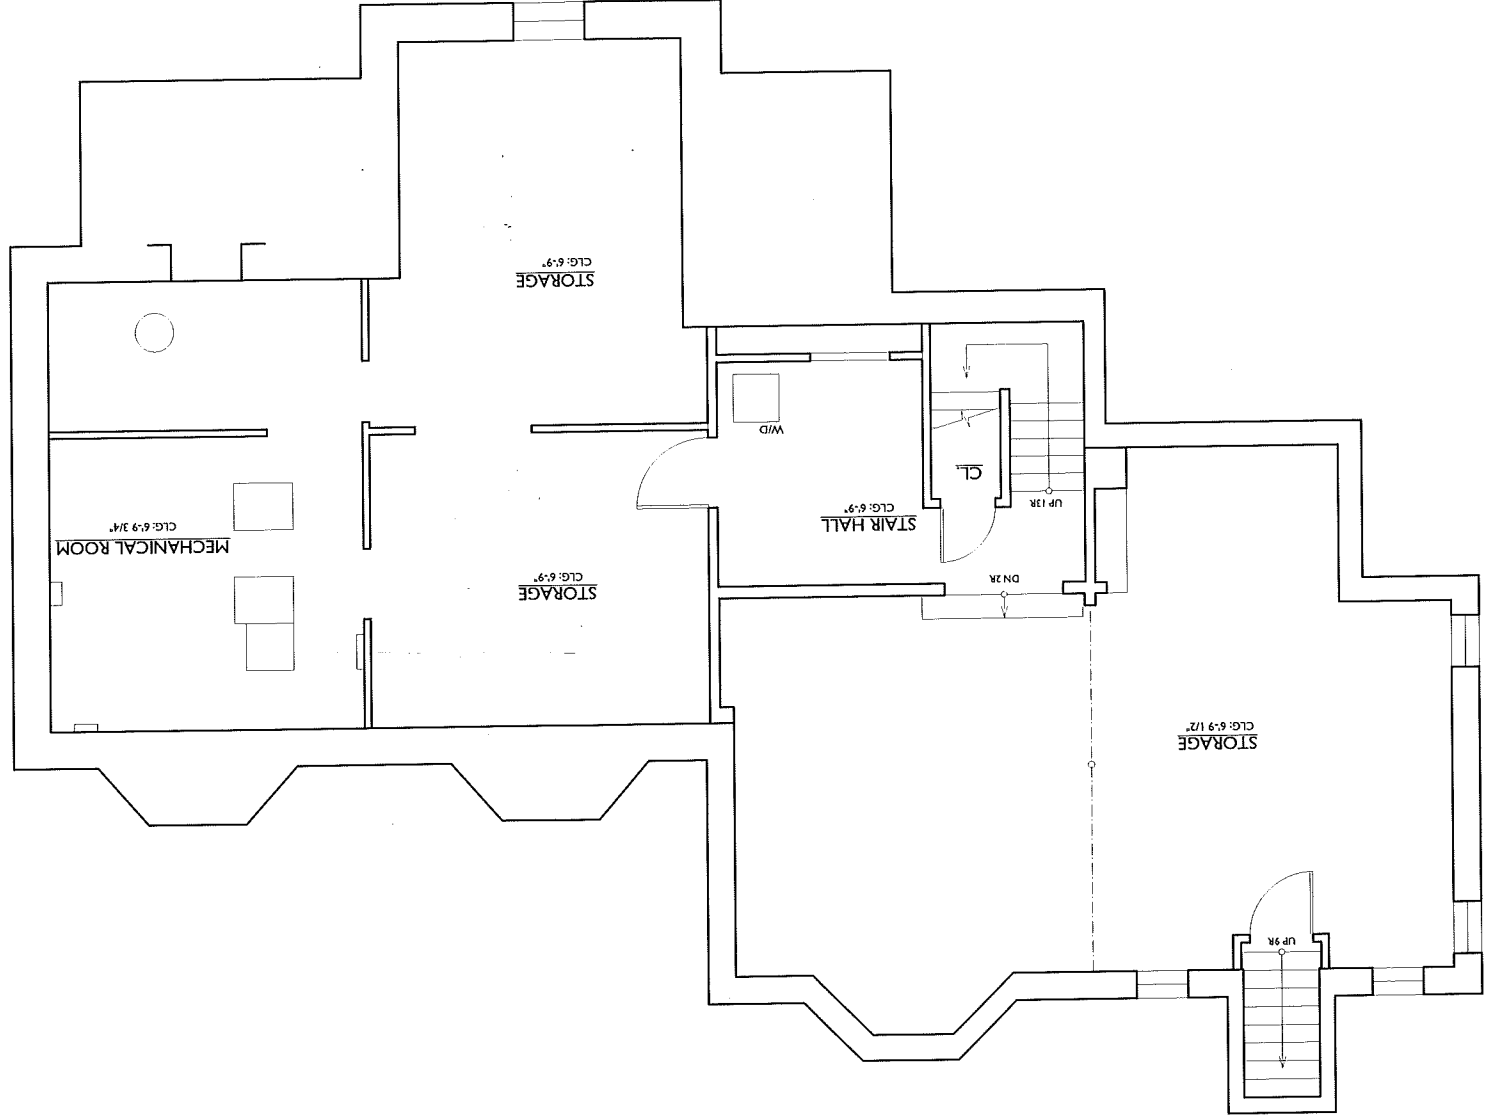 UP 9R
STORAGE
CLG: 6'-9 1/2"
DN 2R
STORAGE
CLG: 6'-9"
MECHANICAL ROOM
CLG: 6'-9 3/4"
STAIR HALL
CLG: 6'-9"
UP 13R
CL.
W/D
STORAGE
CLG: 6'-9"